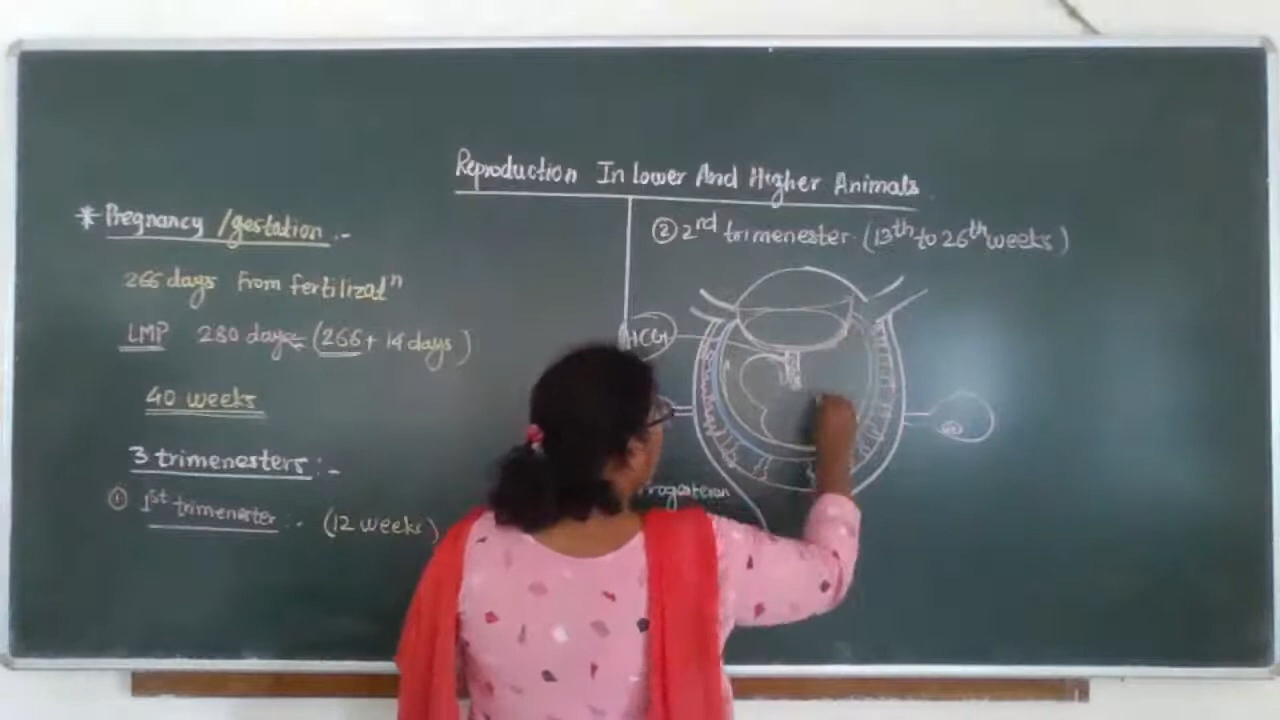 Reproduction In Lower And Higher Animals
* Pregnancy / gestation :-
266 days From fertilizatⁿ
LMP 280 days (266 + 14 days)
40 weeks
3 trimenesters :-
① 1st trimenester :- (12 weeks)
② 2nd trimenester (13th to 26th weeks)
HCG
Progesteron